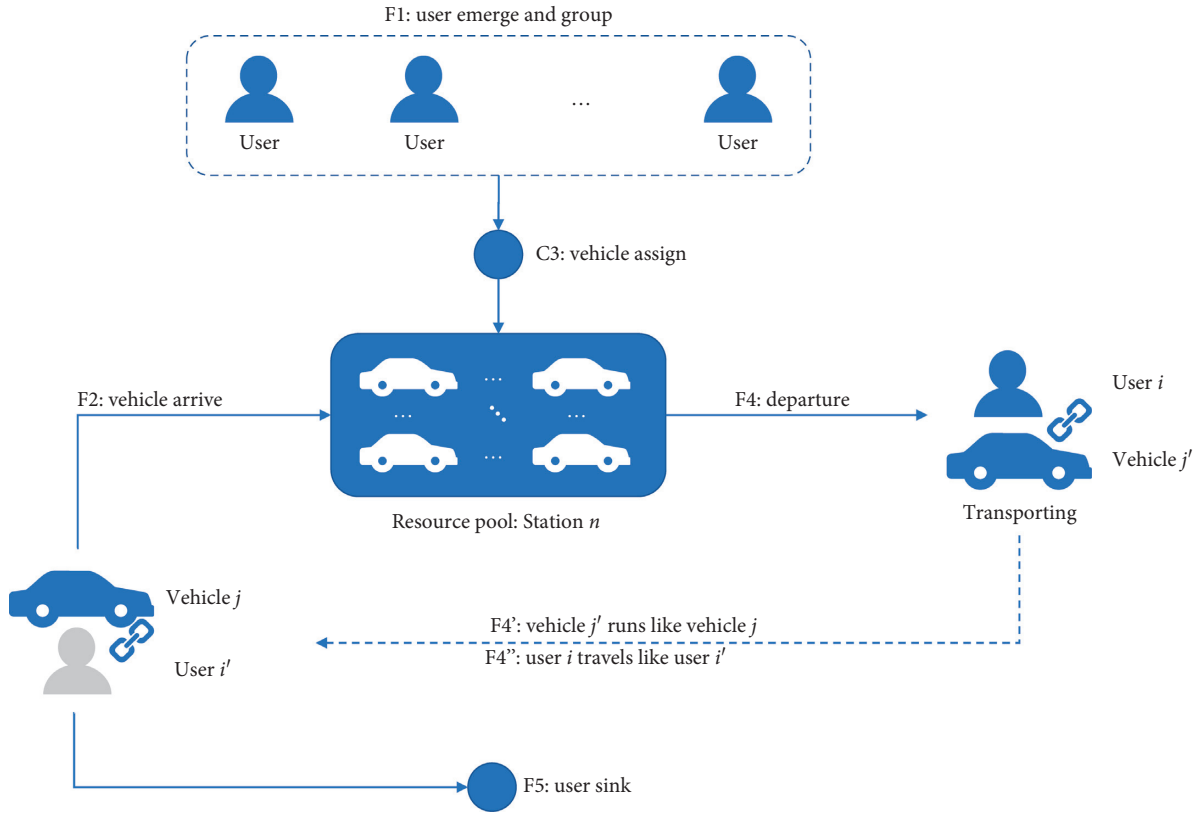 F1: user emerge and group
...
User
User
User
C3: vehicle assign
F2: vehicle arrive
...
...
...
...
F4: departure
User i
Vehicle j′
Transporting
Resource pool: Station n
Vehicle j
User i′
F4’: vehicle j′ runs like vehicle j
F4”: user i travels like user i′
F5: user sink